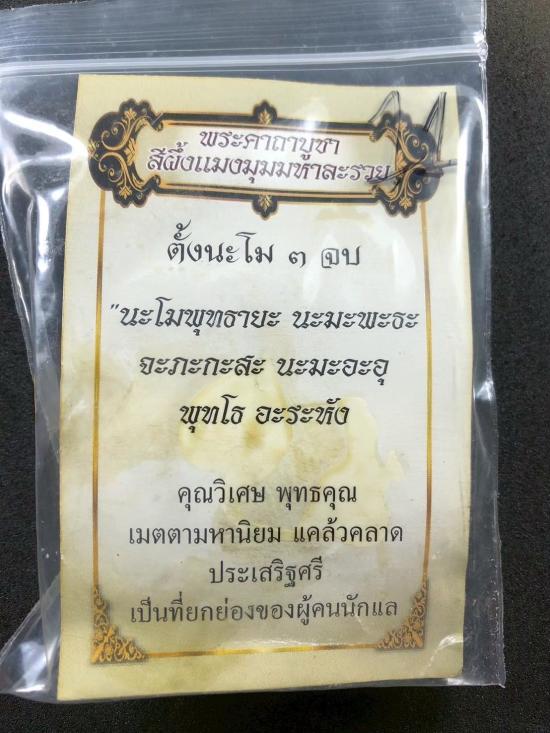 พระคาถาบูชา
สีผึ้งแมงมุมมหาละรวย
ตั้งนะโม ๓ จบ
"นะโมพุทธายะ นะมะพะธะ
จะภะกะสะ นะมะอะอุ
พุทโธ อะระหัง
คุณวิเศษ พุทธคุณ
เมตตามหานิยม แคล้วคลาด
ประเสริฐศรี
เป็นที่ยกย่องของผู้คนนักแล